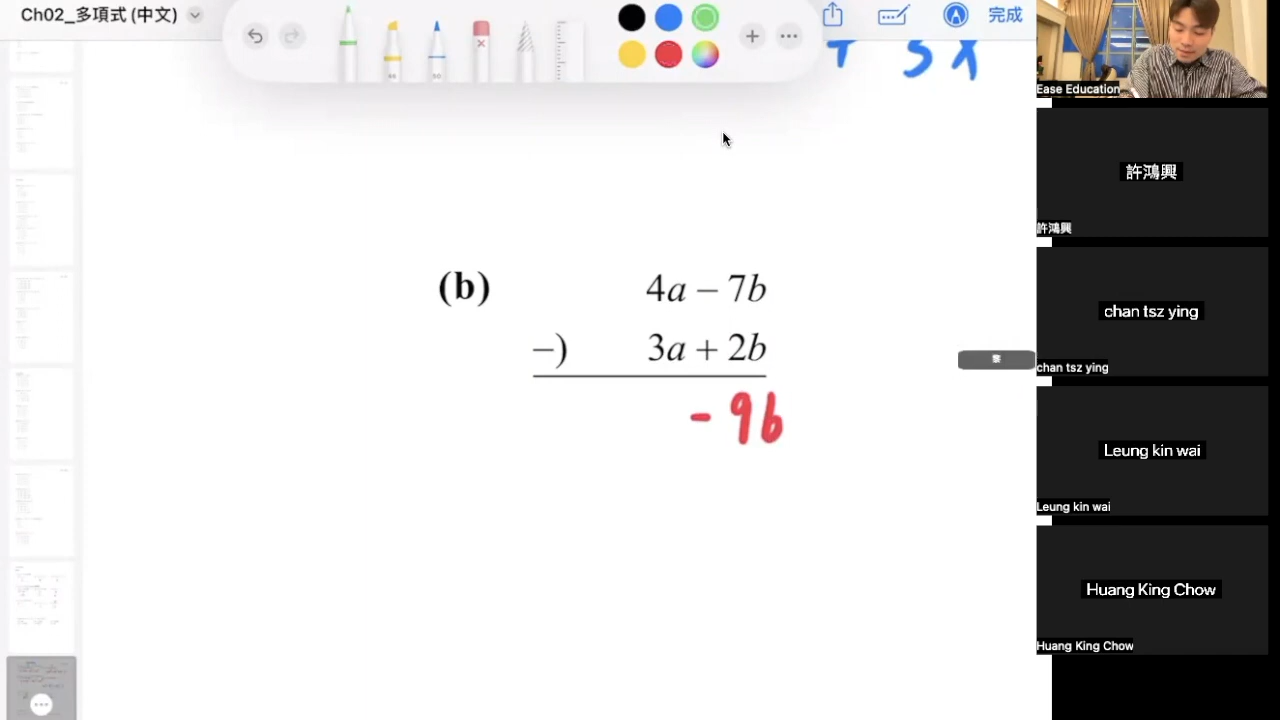 Ch02_多項式 (中文)
完成
+ 3x
(b) 4a − 7b
−) 3a + 2b
- 9b
Ease Education
許鴻興
許鴻興
chan tsz ying
chan tsz ying
Leung kin wai
Leung kin wai
Huang King Chow
Huang King Chow